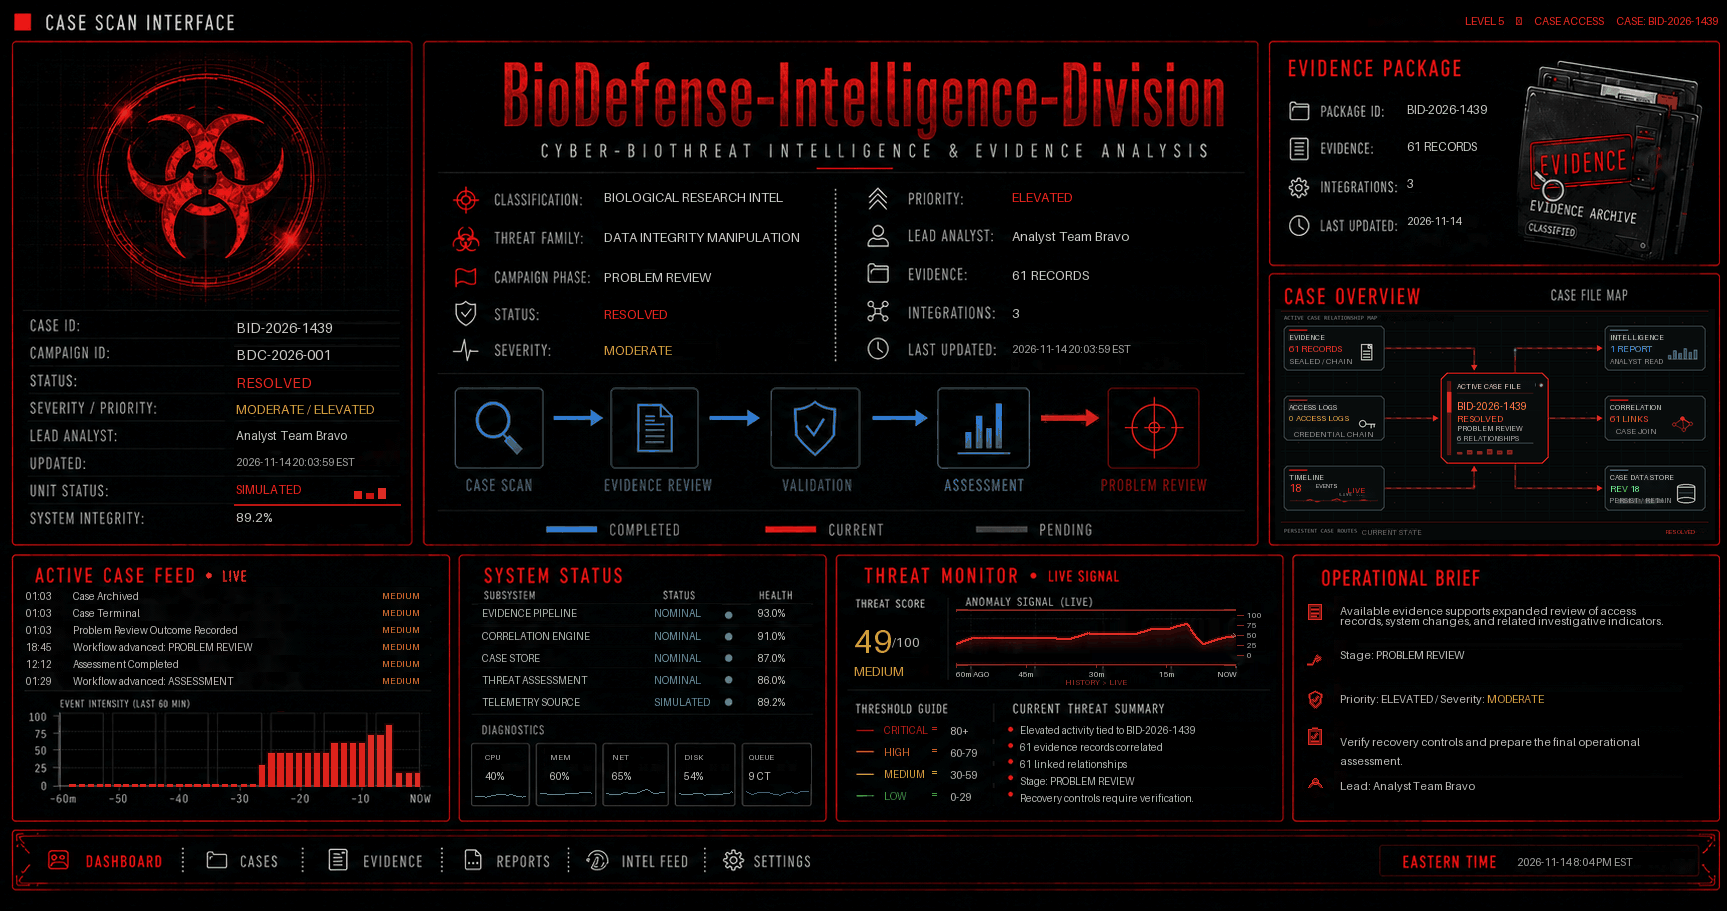 CASE SCAN INTERFACE
LEVEL 5 CASE ACCESS CASE: BID-2026-1439
CASE ID: BID-2026-1439
CAMPAIGN ID: BDC-2026-001
STATUS: RESOLVED
SEVERITY / PRIORITY: MODERATE / ELEVATED
LEAD ANALYST: Analyst Team Bravo
UPDATED: 2026-11-14 20:03:59 EST
UNIT STATUS: SIMULATED
SYSTEM INTEGRITY: 89.2%
BioDefense-Intelligence-Division
CYBER-BIOTHREAT INTELLIGENCE & EVIDENCE ANALYSIS
CLASSIFICATION: BIOLOGICAL RESEARCH INTEL
THREAT FAMILY: DATA INTEGRITY MANIPULATION
CAMPAIGN PHASE: PROBLEM REVIEW
STATUS: RESOLVED
SEVERITY: MODERATE
PRIORITY: ELEVATED
LEAD ANALYST: Analyst Team Bravo
EVIDENCE: 61 RECORDS
INTEGRATIONS: 3
LAST UPDATED: 2026-11-14 20:03:59 EST
CASE SCAN EVIDENCE REVIEW VALIDATION ASSESSMENT PROBLEM REVIEW
COMPLETED CURRENT PENDING
EVIDENCE PACKAGE
PACKAGE ID: BID-2026-1439
EVIDENCE: 61 RECORDS
INTEGRATIONS: 3
LAST UPDATED: 2026-11-14
EVIDENCE
EVIDENCE ARCHIVE
CLASSIFIED
CASE OVERVIEW CASE FILE MAP
ACTIVE CASE RELATIONSHIP MAP
EVIDENCE
61 RECORDS
SEALED / CHAIN
ACCESS LOGS
0 ACCESS LOGS
CREDENTIAL CHAIN
TIMELINE
18 EVENTS
LIVE
ACTIVE CASE FILE
BID-2026-1439
RESOLVED
PROBLEM REVIEW
6 RELATIONSHIPS
INTELLIGENCE
1 REPORT
ANALYST READ
CORRELATION
61 LINKS
CASE JOIN
CASE DATASTORE
REV 18
PERSISTENT CASE ROUTES CURRENT STATE RESOLVED
ACTIVE CASE FEED • LIVE
01:03 Case Archived MEDIUM
01:03 Case Terminal MEDIUM
01:03 Problem Review Outcome Recorded MEDIUM
18:45 Workflow advanced: PROBLEM REVIEW MEDIUM
12:12 Assessment Completed MEDIUM
01:29 Workflow advanced: ASSESSMENT MEDIUM
EVENT INTENSITY (LAST 60 MIN)
100
75
50
25
0
-60m -50 -40 -30 -20 -10 NOW
SYSTEM STATUS
SUBSYSTEM STATUS HEALTH
EVIDENCE PIPELINE NOMINAL 93.0%
CORRELATION ENGINE NOMINAL 91.0%
CASE STORE NOMINAL 87.0%
THREAT ASSESSMENT NOMINAL 86.0%
TELEMETRY SOURCE SIMULATED 89.2%
DIAGNOSTICS
CPU MEM NET DISK QUEUE
40% 60% 65% 54% 9 CT
THREAT MONITOR • LIVE SIGNAL
THREAT SCORE
49/100
MEDIUM
ANOMALY SIGNAL (LIVE)
100
75
50
25
0
60m AGO 45m 30m 15m NOW
HISTORY > LIVE
THRESHOLD GUIDE
CRITICAL = 80+
HIGH = 60-79
MEDIUM = 30-59
LOW = 0-29
CURRENT THREAT SUMMARY
Elevated activity tied to BID-2026-1439
61 evidence records correlated
61 linked relationships
Stage: PROBLEM REVIEW
Recovery controls require verification.
OPERATIONAL BRIEF
Available evidence supports expanded review of access
records, system changes, and related investigative indicators.
Stage: PROBLEM REVIEW
Priority: ELEVATED / Severity: MODERATE
Verify recovery controls and prepare the final operational
assessment.
Lead: Analyst Team Bravo
DASHBOARD CASES EVIDENCE REPORTS INTEL FEED SETTINGS
EASTERN TIME 2026-11-14 8:04 PM EST